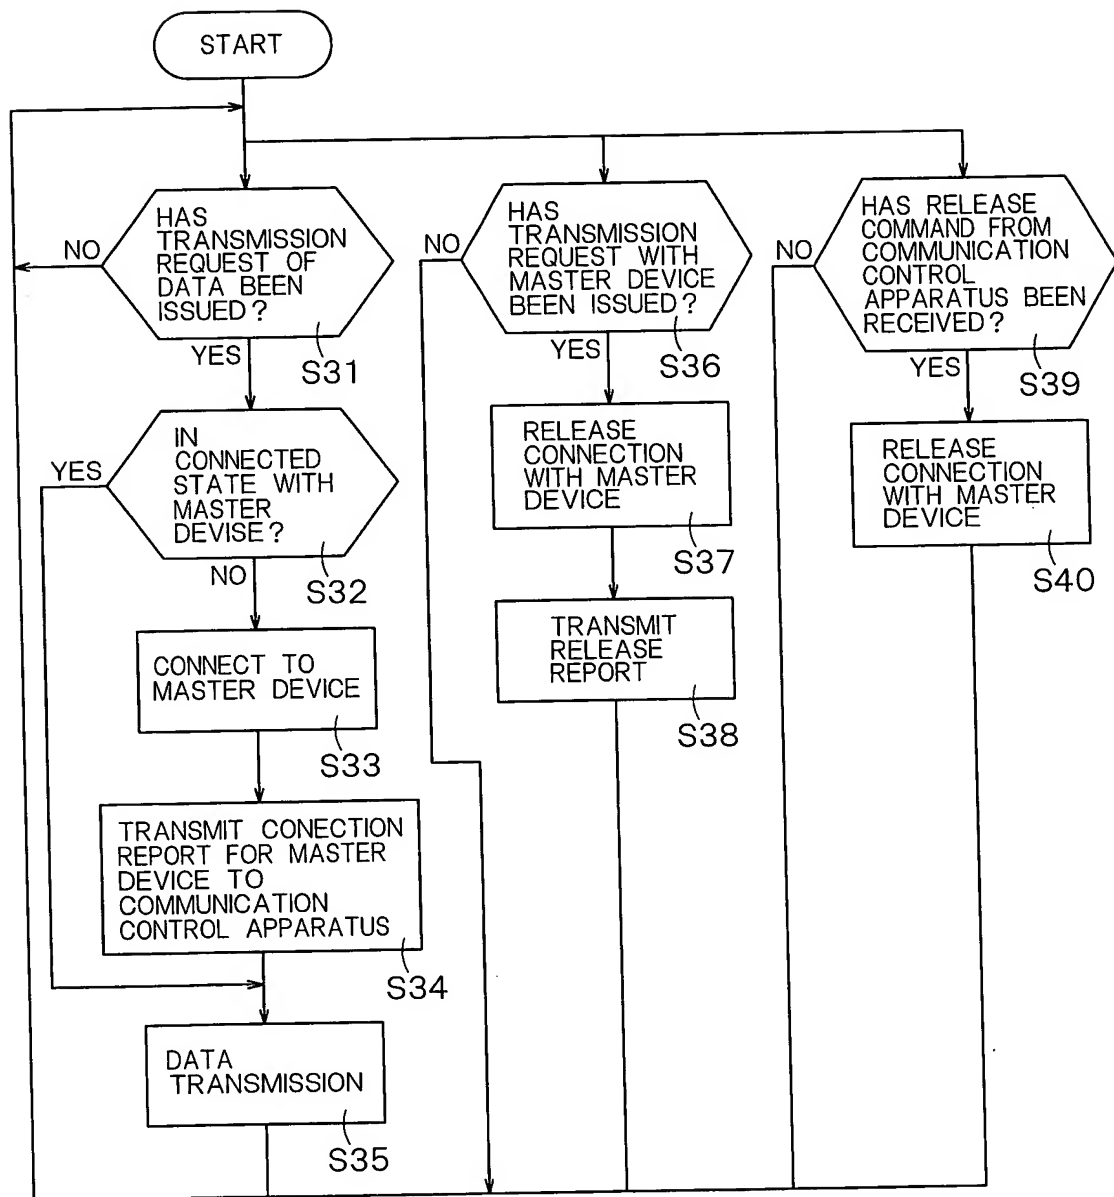 START
HAS
TRANSMISSION
REQUEST OF
DATA BEEN
ISSUED?
NO
YES
S31
IN
CONNECTED
STATE WITH
MASTER
DEVISE?
YES
NO
S32
CONNECT TO
MASTER DEVICE
S33
TRANSMIT CONECTION
REPORT FOR MASTER
DEVICE TO
COMMUNICATION
CONTROL APPARATUS
S34
DATA
TRANSMISSION
S35
HAS
TRANSMISSION
REQUEST WITH
MASTER DEVICE
BEEN ISSUED?
NO
YES
S36
RELEASE
CONNECTION
WITH MASTER
DEVICE
S37
TRANSMIT
RELEASE
REPORT
S38
HAS RELEASE
COMMAND FROM
COMMUNICATION
CONTROL
APPARATUS BEEN
RECEIVED?
NO
YES
S39
RELEASE
CONNECTION
WITH MASTER
DEVICE
S40